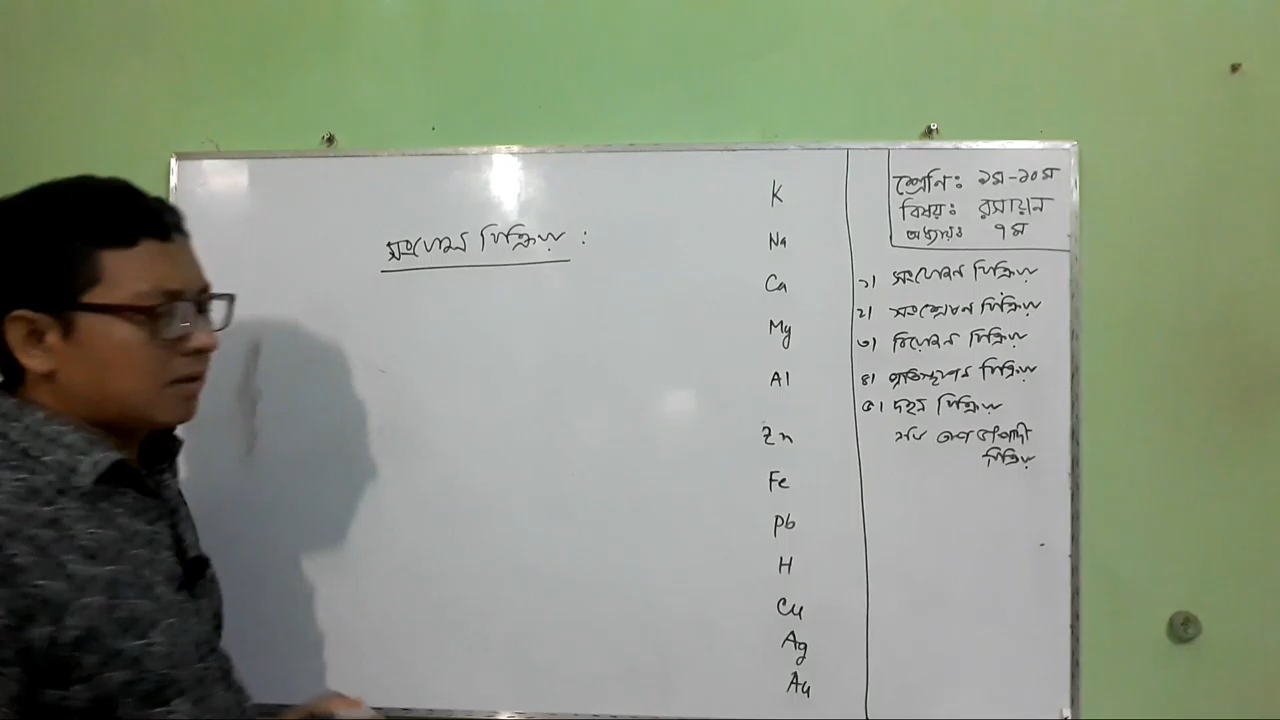 সংযোজন বিক্রিয়া :
K
Na
Ca
Mg
Al
Zn
Fe
Pb
H
Cu
Ag
Au
শ্রেণি: ৯ম-১০ম
বিষয়: রসায়ন
অধ্যায়: ৭ম
১। সংযোজন বিক্রিয়া
২। সংশ্লেষণ বিক্রিয়া
৩। বিয়োজন বিক্রিয়া
৪। প্রতিস্থাপন বিক্রিয়া
৫। দহন বিক্রিয়া
বিক্রিয়া